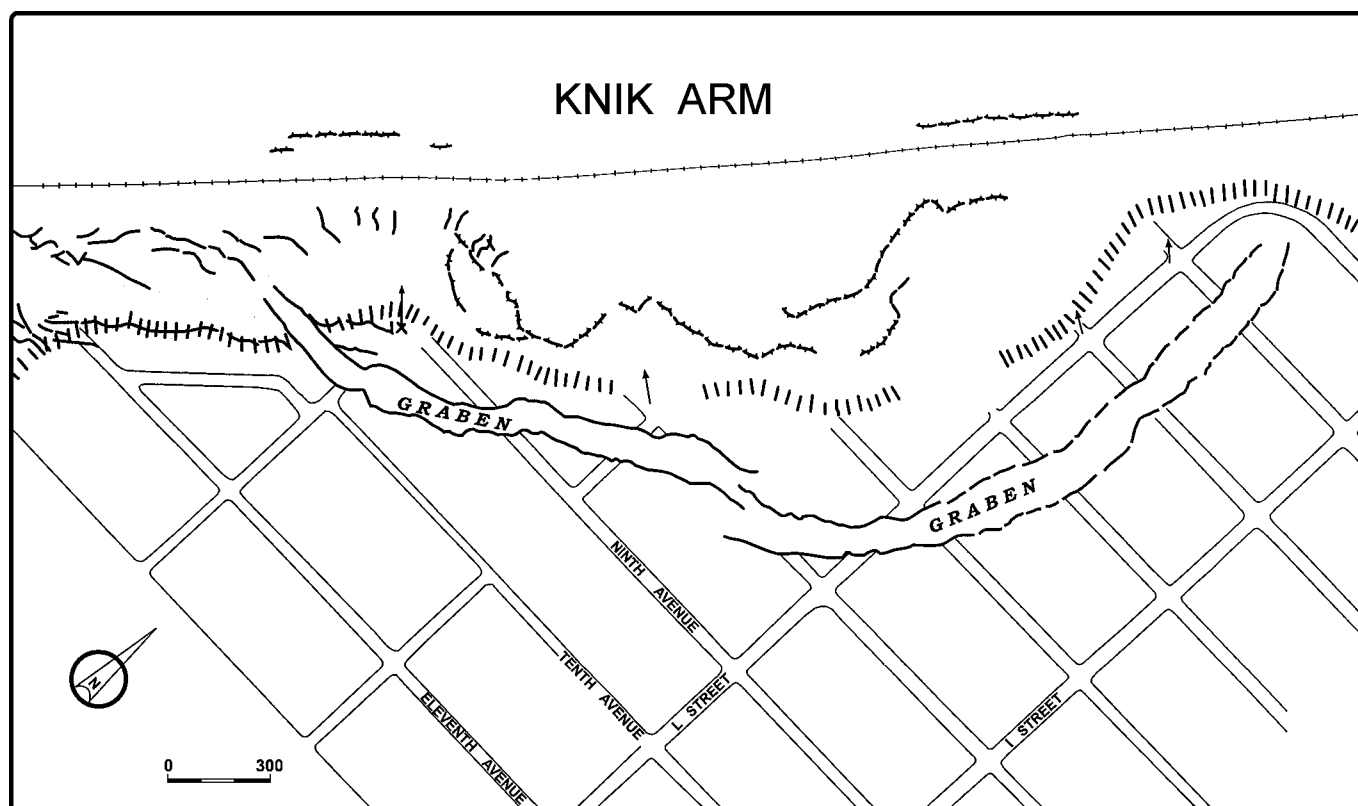 KNIK ARM
GRABEN
GRABEN
NINTH AVENUE
TENTH AVENUE
L STREET
I STREET
ELEVENTH AVENUE
N
0 300